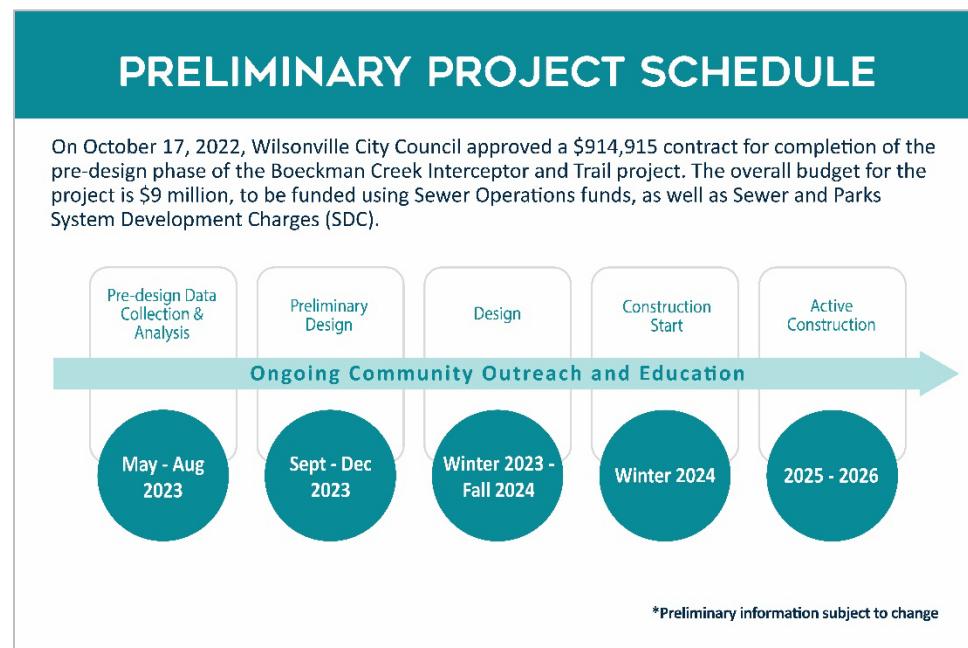 PRELIMINARY PROJECT SCHEDULE
On October 17, 2022, Wilsonville City Council approved a $914,915 contract for completion of the
pre-design phase of the Boeckman Creek Interceptor and Trail project. The overall budget for the
project is $9 million, to be funded using Sewer Operations funds, as well as Sewer and Parks
System Development Charges (SDC).
Pre-design Data
Collection &
Analysis
Preliminary
Design
Design
Construction
Start
Active
Construction
Ongoing Community Outreach and Education
May - Aug
2023
Sept - Dec
2023
Winter 2023 -
Fall 2024
Winter 2024
2025 - 2026
*Preliminary information subject to change